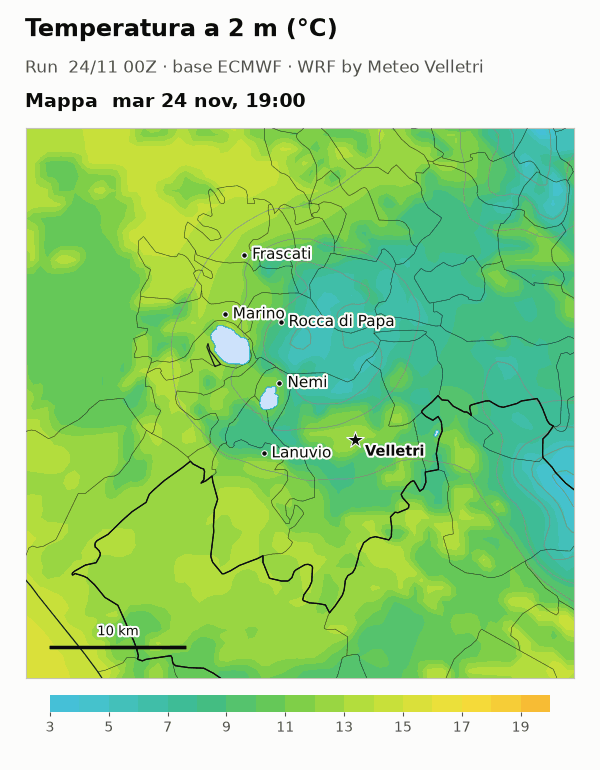 Temperatura a 2 m (°C)
Run  24/11 00Z · base ECMWF · WRF by Meteo Velletri
Mappa  mar 24 nov, 19:00
Frascati
Marino
Rocca di Papa
Nemi
Velletri
Lanuvio
10 km
3 5 7 9 11 13 15 17 19